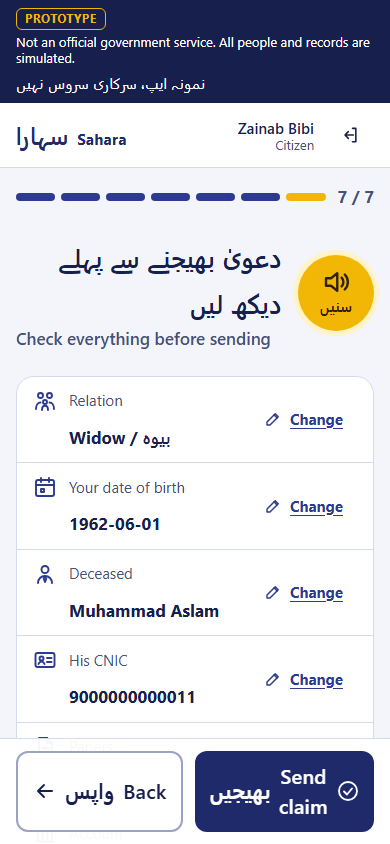 PROTOTYPE
Not an official government service. All people and records are
simulated.
نمونہ ایپ، سرکاری سروس نہیں
سہارا Sahara
Zainab Bibi
Citizen
7 / 7
دعویٰ بھیجنے سے پہلے
دیکھ لیں
سنیں
Check everything before sending
Relation
Widow / بیوہ
Change
Your date of birth
1962-06-01
Change
Deceased
Muhammad Aslam
Change
His CNIC
9000000000011
Change
واپس Back
بھیجیں Send
claim